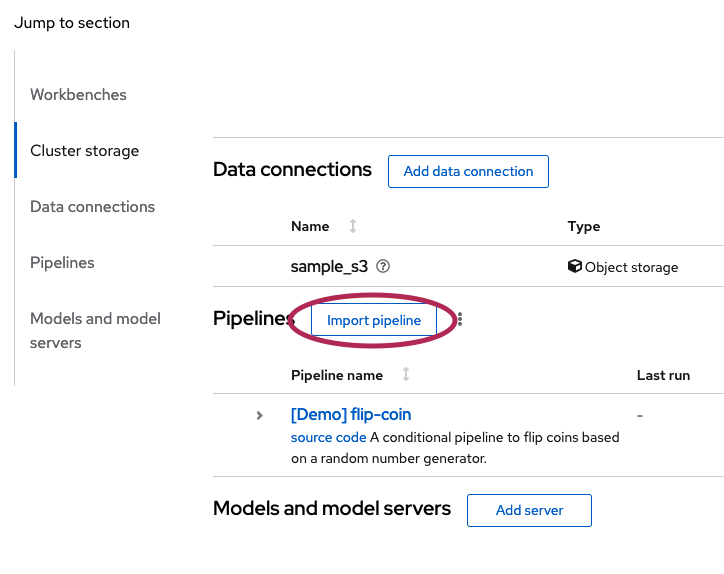 Jump to section
Workbenches
Cluster storage
Data connections
Pipelines
Models and model
servers
Data connections
Add data connection
Name
Type
sample_s3
Object storage
Pipelines
Import pipeline
Pipeline name
Last run
[Demo] flip-coin
-
source code A conditional pipeline to flip coins based
on a random number generator.
Models and model servers
Add server